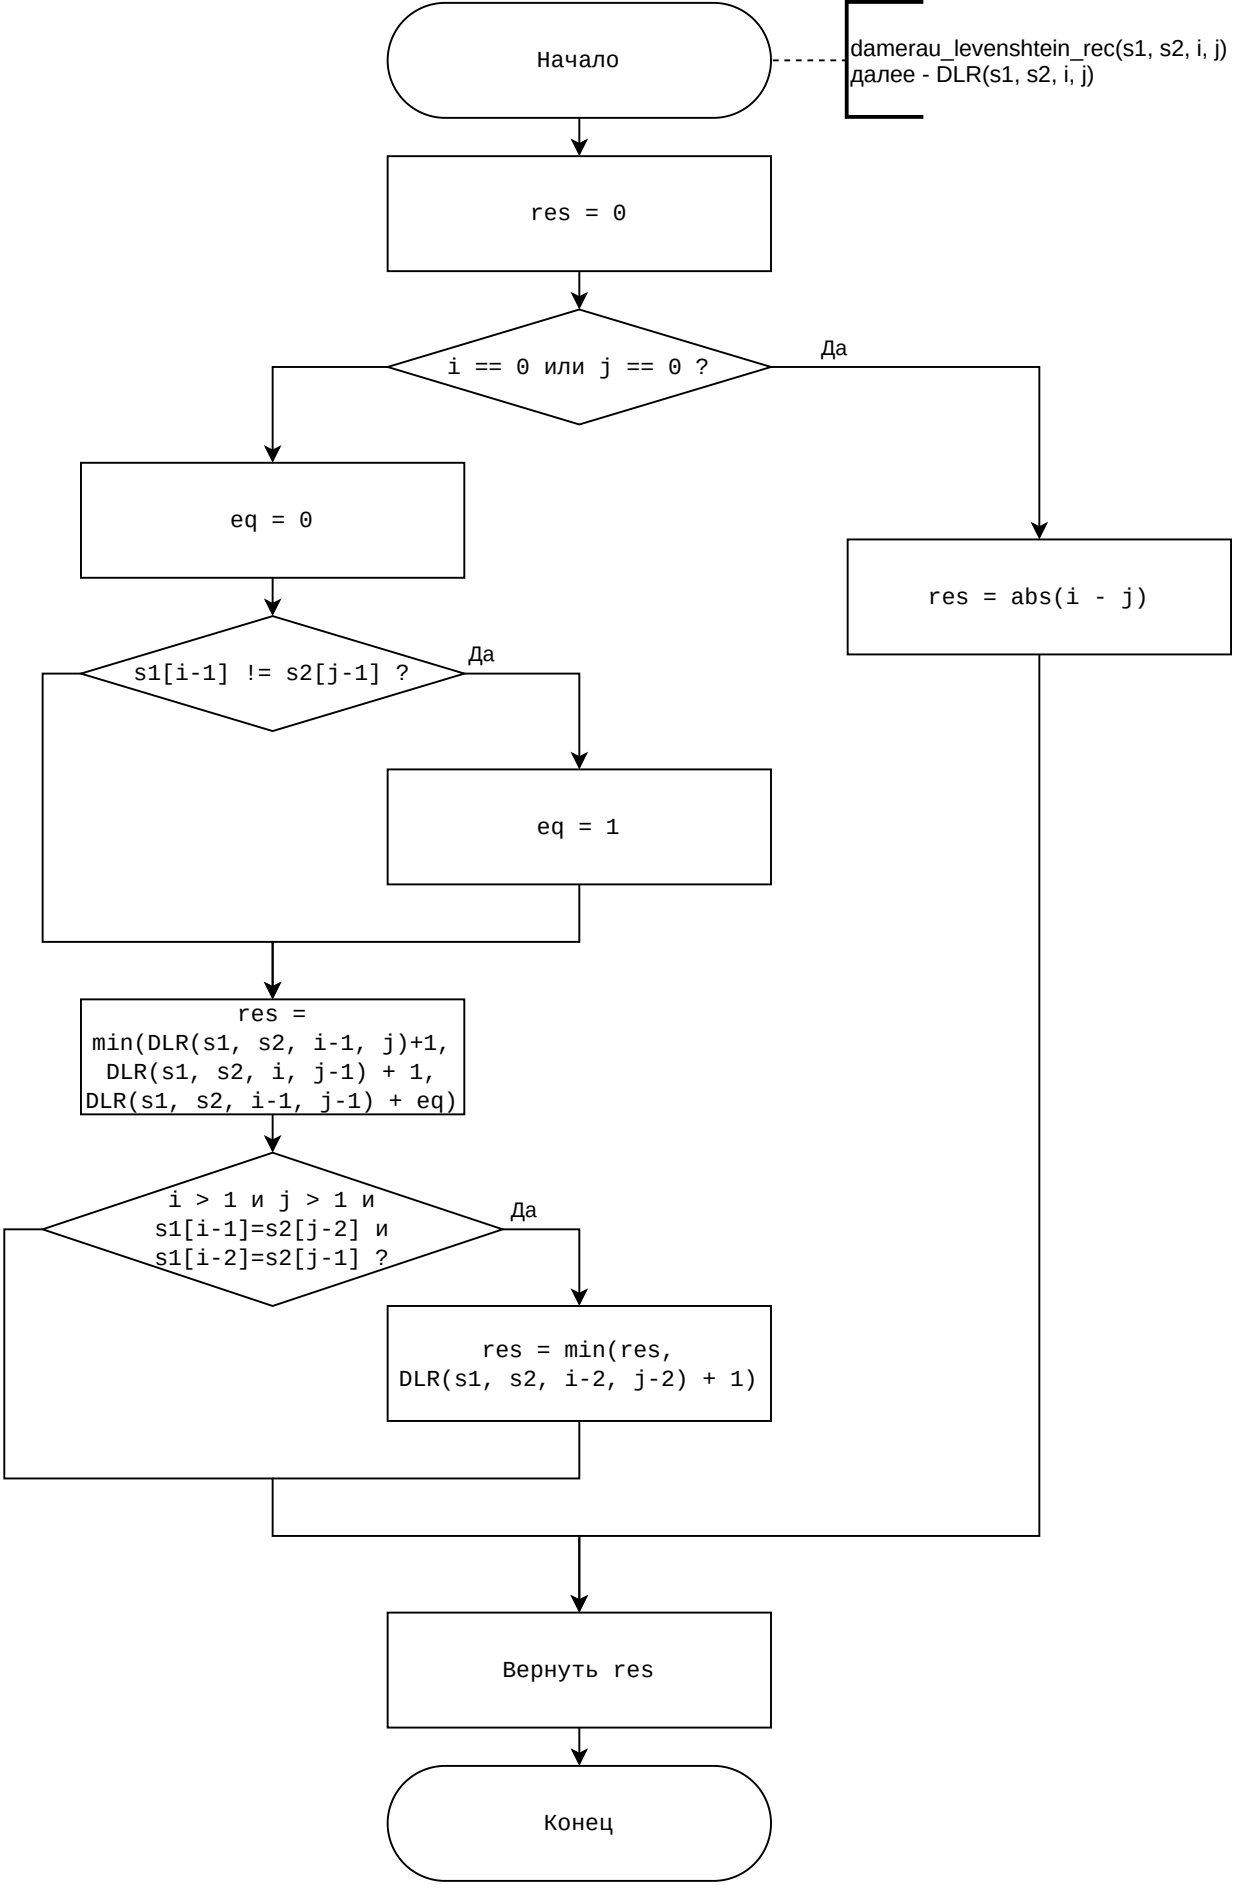 Начало
damerau_levenshtein_rec(s1, s2, i, j)
далее - DLR(s1, s2, i, j)
res = 0
i == 0 или j == 0 ?
Да
eq = 0
res = abs(i - j)
s1[i-1] != s2[j-1] ?
Да
eq = 1
res =
min(DLR(s1, s2, i-1, j)+1,
DLR(s1, s2, i, j-1) + 1,
DLR(s1, s2, i-1, j-1) + eq)
i > 1 и j > 1 и
s1[i-1]=s2[j-2] и
s1[i-2]=s2[j-1] ?
Да
res = min(res,
DLR(s1, s2, i-2, j-2) + 1)
Вернуть res
Конец